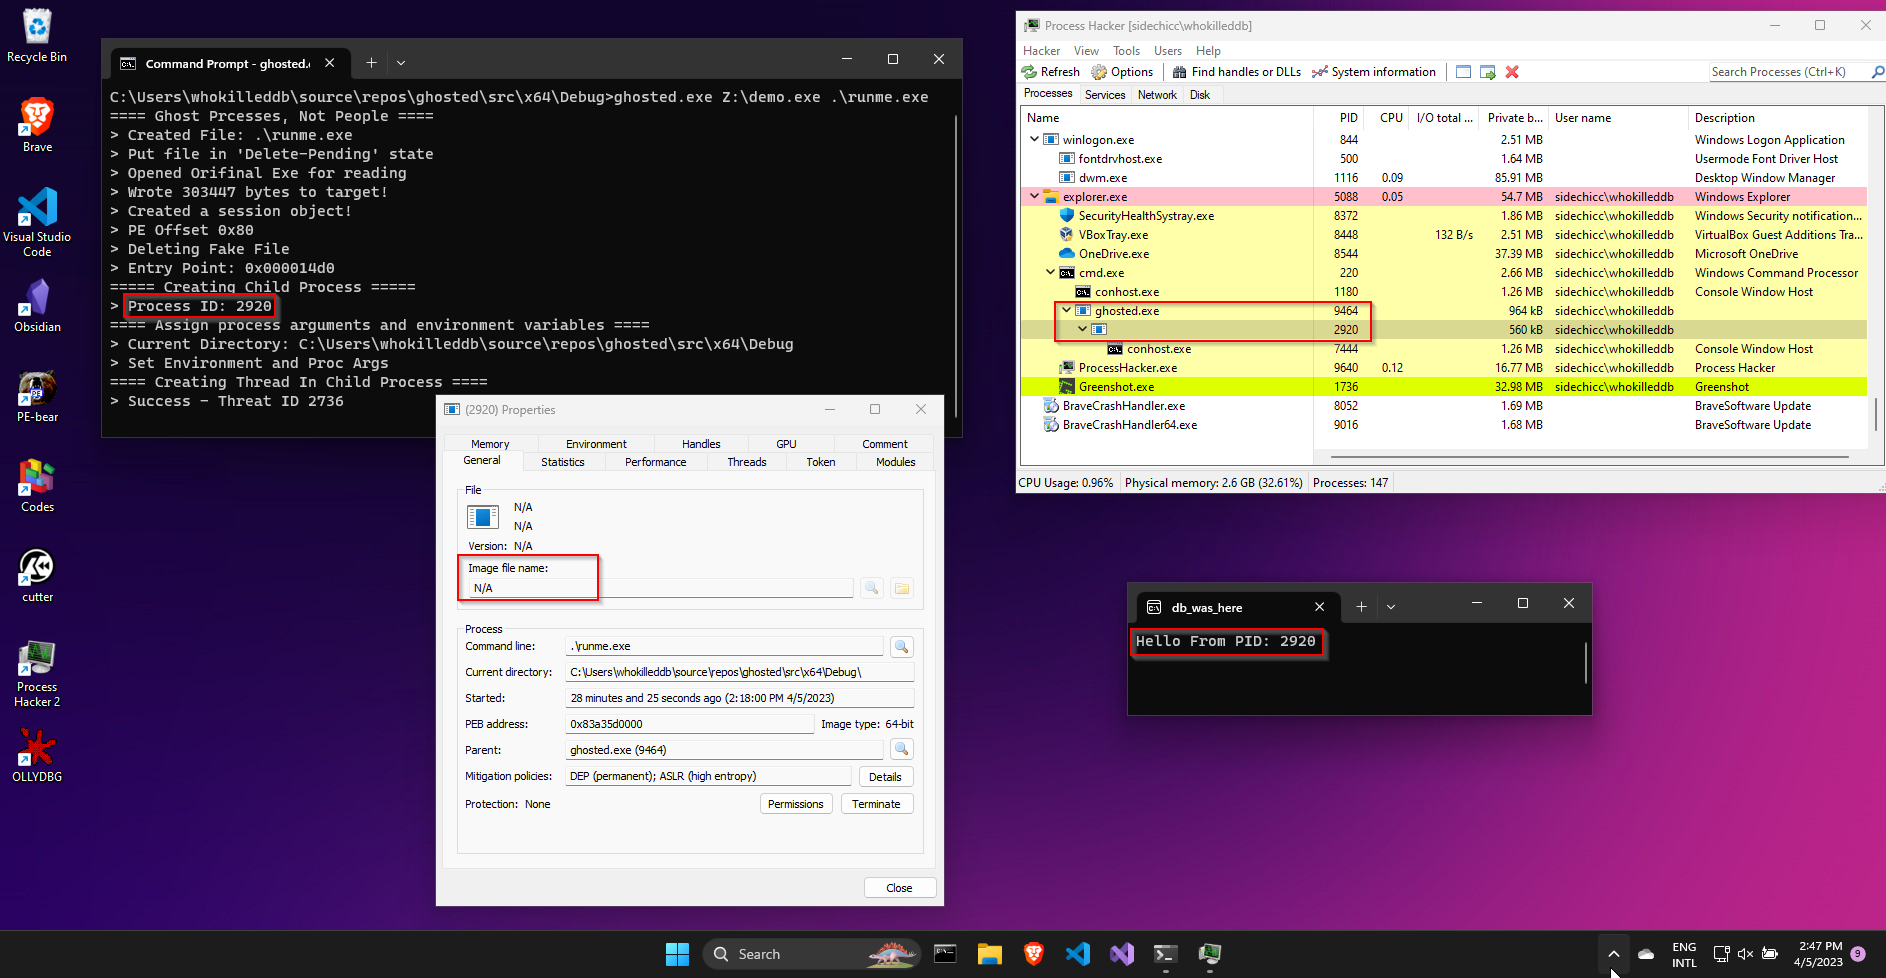 Recycle Bin
Brave
Visual Studio
Code
Obsidian
PE-bear
Codes
cutter
Process
Hacker 2
OLLYDBG
Command Prompt - ghosted.
C:\Users\whokilleddb\source\repos\ghosted\src\x64\Debug>ghosted.exe Z:\demo.exe .\runme.exe
==== Ghost Prcesses, Not People ====
> Created File: .\runme.exe
> Put file in 'Delete-Pending' state
> Opened Orifinal Exe for reading
> Wrote 303447 bytes to target!
> Created a session object!
> PE Offset 0x80
> Deleting Fake File
> Entry Point: 0x000014d0
===== Creating Child Process =====
> Process ID: 2920
==== Assign process arguments and environment variables ====
> Current Directory: C:\Users\whokilleddb\source\repos\ghosted\src\x64\Debug
> Set Environment and Proc Args
==== Creating Thread In Child Process ====
> Success - Threat ID 2736
(2920) Properties
Memory Environment Handles GPU Comment
General Statistics Performance Threads Token Modules
File
N/A
N/A
Version: N/A
Image file name:
N/A
Process
Command line: .\runme.exe
Current directory: C:\Users\whokilleddb\source\repos\ghosted\src\x64\Debug\
Started: 28 minutes and 25 seconds ago (2:18:00 PM 4/5/2023)
PEB address: 0x83a35d0000 Image type: 64-bit
Parent: ghosted.exe (9464)
Mitigation policies: DEP (permanent); ASLR (high entropy) Details
Protection: None Permissions Terminate
Close
Process Hacker [sidechicc\whokilleddb]
Hacker View Tools Users Help
Refresh Options Find handles or DLLs System information Search Processes (Ctrl+K)
Processes Services Network Disk
Name PID CPU I/O total ... Private b... User name Description
winlogon.exe 844 2.51 MB Windows Logon Application
fontdrvhost.exe 500 1.64 MB Usermode Font Driver Host
dwm.exe 1116 0.09 85.91 MB Desktop Window Manager
explorer.exe 5088 0.05 54.7 MB sidechicc\whokilleddb Windows Explorer
SecurityHealthSystray.exe 8372 1.86 MB sidechicc\whokilleddb Windows Security notification...
VBoxTray.exe 8448 132 B/s 2.51 MB sidechicc\whokilleddb VirtualBox Guest Additions Tra...
OneDrive.exe 8544 37.39 MB sidechicc\whokilleddb Microsoft OneDrive
cmd.exe 220 2.66 MB sidechicc\whokilleddb Windows Command Processor
conhost.exe 1180 1.26 MB sidechicc\whokilleddb Console Window Host
ghosted.exe 9464 964 kB sidechicc\whokilleddb
2920 560 kB sidechicc\whokilleddb
conhost.exe 7444 1.26 MB sidechicc\whokilleddb Console Window Host
ProcessHacker.exe 9640 0.12 16.77 MB sidechicc\whokilleddb Process Hacker
Greenshot.exe 1736 32.98 MB sidechicc\whokilleddb Greenshot
BraveCrashHandler.exe 8052 1.69 MB BraveSoftware Update
BraveCrashHandler64.exe 9016 1.68 MB BraveSoftware Update
CPU Usage: 0.96% Physical memory: 2.6 GB (32.61%) Processes: 147
db_was_here
Hello From PID: 2920
Search
ENG
INTL
2:47 PM
4/5/2023
9